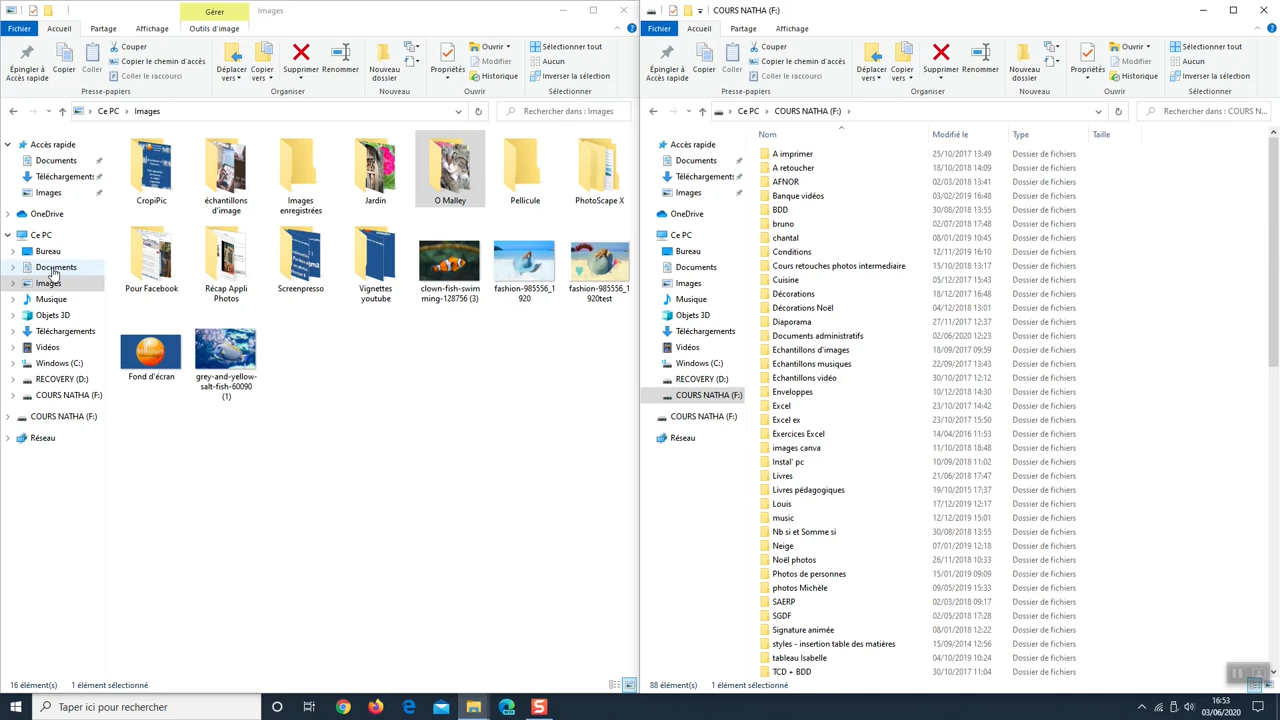 Gérer
Images
Fichier
Accueil
Partage
Affichage
Outils d'image
Épingler à
Accès rapide
Copier
Coller
Couper
Copier le chemin d'accès
Coller le raccourci
Déplacer
vers
Copier
vers
Supprimer
Renommer
Nouveau
dossier
Propriétés
Ouvrir
Modifier
Historique
Sélectionner tout
Aucun
Inverser la sélection
Presse-papiers
Organiser
Nouveau
Ouvrir
Sélectionner
Ce PC
Images
Rechercher dans : Images
Accès rapide
Documents
Téléchargements
Images
OneDrive
Ce PC
Bureau
Documents
Images
Musique
Objets 3D
Téléchargements
Vidéos
Windows (C:)
RECOVERY (D:)
COURS NATHA (F:)
COURS NATHA (F:)
Réseau
CropiPic
échantillons
d'image
Images
enregistrées
Jardin
O Malley
Pellicule
PhotoScape X
Pour Facebook
Récap Appli
Photos
Screenpresso
Vignettes
youtube
clown-fish-swim
ming-128756 (3)
fashion-985556_1
920
fashion-985556_1
920test
Fond d'écran
grey-and-yellow-
salt-fish-60090
(1)
16 élément(s)
1 élément sélectionné
COURS NATHA (F:)
Fichier
Accueil
Partage
Affichage
Épingler à
Accès rapide
Copier
Coller
Couper
Copier le chemin d'accès
Coller le raccourci
Déplacer
vers
Copier
vers
Supprimer
Renommer
Nouveau
dossier
Propriétés
Ouvrir
Modifier
Historique
Sélectionner tout
Aucun
Inverser la sélection
Presse-papiers
Organiser
Nouveau
Ouvrir
Sélectionner
Ce PC
COURS NATHA (F:)
Rechercher dans : COURS N...
Accès rapide
Documents
Téléchargements
Images
OneDrive
Ce PC
Bureau
Documents
Images
Musique
Objets 3D
Téléchargements
Vidéos
Windows (C:)
RECOVERY (D:)
COURS NATHA (F:)
COURS NATHA (F:)
Réseau
Nom Modifié le Type Taille
A imprimer 25/10/2017 13:49 Dossier de fichiers
A retoucher 18/10/2018 14:09 Dossier de fichiers
AFNOR 02/03/2018 13:41 Dossier de fichiers
Banque vidéos 03/02/2019 16:48 Dossier de fichiers
BDD 30/08/2018 13:55 Dossier de fichiers
bruno 02/07/2018 14:08 Dossier de fichiers
chantal 08/01/2019 10:45 Dossier de fichiers
Conditions 12/11/2019 16:10 Dossier de fichiers
Cours retouches photos intermediaire 15/10/2018 13:17 Dossier de fichiers
Cuisine 05/12/2017 15:43 Dossier de fichiers
Décorations 18/12/2017 16:48 Dossier de fichiers
Décorations Noël 04/12/2018 13:01 Dossier de fichiers
Diaporama 27/11/2017 12:37 Dossier de fichiers
Documents administratifs 02/06/2020 12:23 Dossier de fichiers
Echantillons d'images 18/09/2017 09:59 Dossier de fichiers
Echantillons musiques 22/09/2017 13:43 Dossier de fichiers
Echantillons vidéo 30/10/2017 12:12 Dossier de fichiers
Enveloppes 10/12/2018 14:30 Dossier de fichiers
Excel 23/10/2017 14:42 Dossier de fichiers
Excel ex 23/10/2017 15:50 Dossier de fichiers
Exercices Excel 14/04/2016 11:53 Dossier de fichiers
images canva 11/10/2018 18:48 Dossier de fichiers
Instal' pc 10/09/2018 11:02 Dossier de fichiers
Livres 21/06/2018 17:47 Dossier de fichiers
Livres pédagogiques 19/10/2015 17:37 Dossier de fichiers
Louis 17/12/2019 12:17 Dossier de fichiers
music 12/12/2019 15:01 Dossier de fichiers
Nb si et Somme si 30/08/2018 13:55 Dossier de fichiers
Neige 07/01/2019 12:18 Dossier de fichiers
Noël photos 26/11/2018 10:33 Dossier de fichiers
Photos de personnes 15/01/2019 09:09 Dossier de fichiers
photos Michèle 09/05/2019 15:33 Dossier de fichiers
SAERP 02/03/2018 09:17 Dossier de fichiers
SGDF 02/05/2018 17:28 Dossier de fichiers
Signature animée 08/01/2018 12:22 Dossier de fichiers
styles - insertion table des matières 15/09/2014 12:56 Dossier de fichiers
tableau Isabelle 04/10/2019 10:24 Dossier de fichiers
TCD + BDD 30/10/2017 11:04 Dossier de fichiers
88 élément(s)
1 élément sélectionné
Taper ici pour rechercher
16:53
03/06/2020